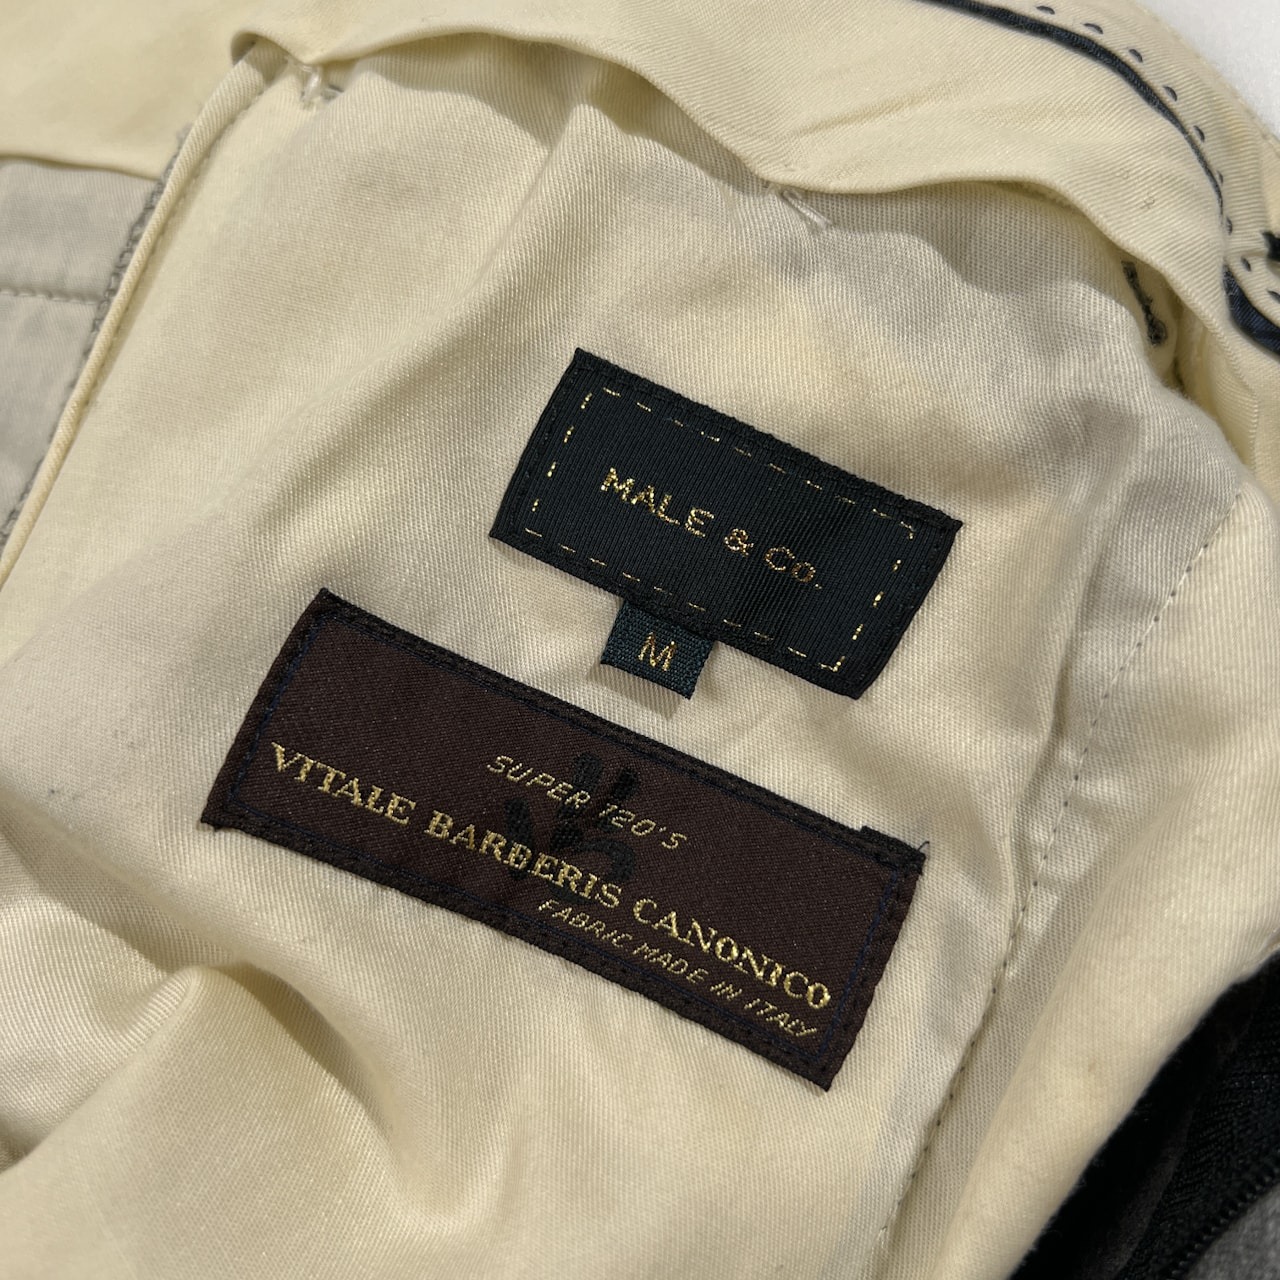 MALE & Co.
M
SUPER 120'S
VITALE BARBERIS CANONICO
FABRIC MADE IN ITALY